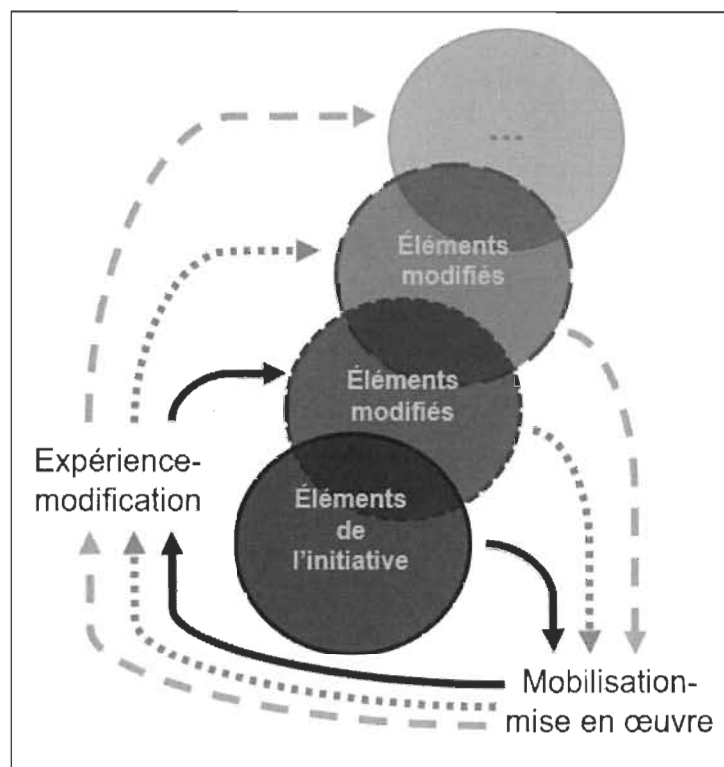 ...
Éléments
modifiés
Éléments
modifiés
Expérience-
modification
Éléments
de
l'initiative
Mobilisation-
mise en œuvre